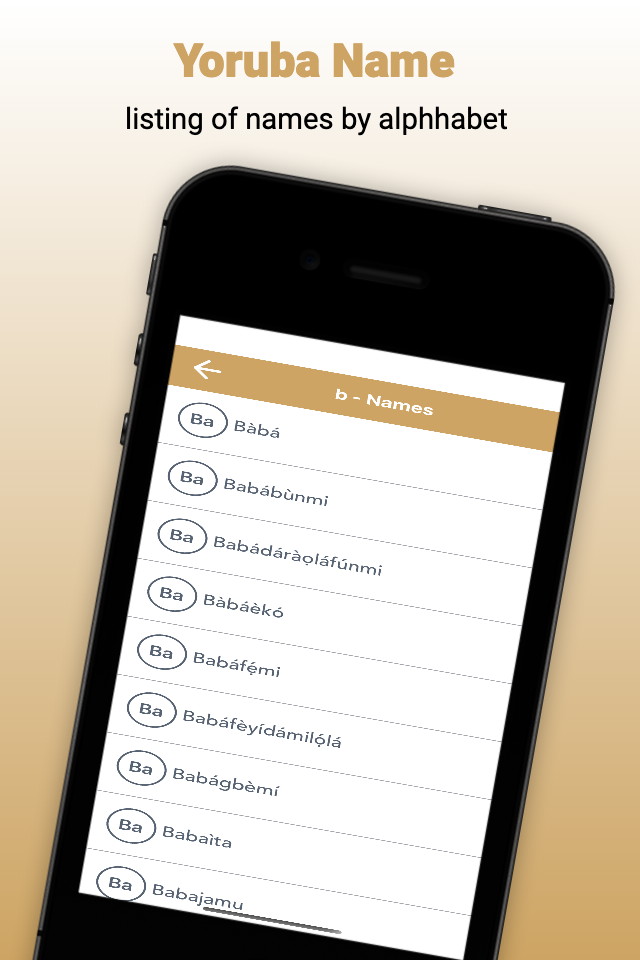 Yoruba Name
listing of names by alphhabet
b - Names
Ba Bàbá
Ba Babábùnmi
Ba Babádáràọláfúnmi
Ba Bàbáèkó
Ba Babáfẹ́mi
Ba Babáfèyídámilọ́lá
Ba Babágbèmí
Ba Babaìta
Ba Babajamu